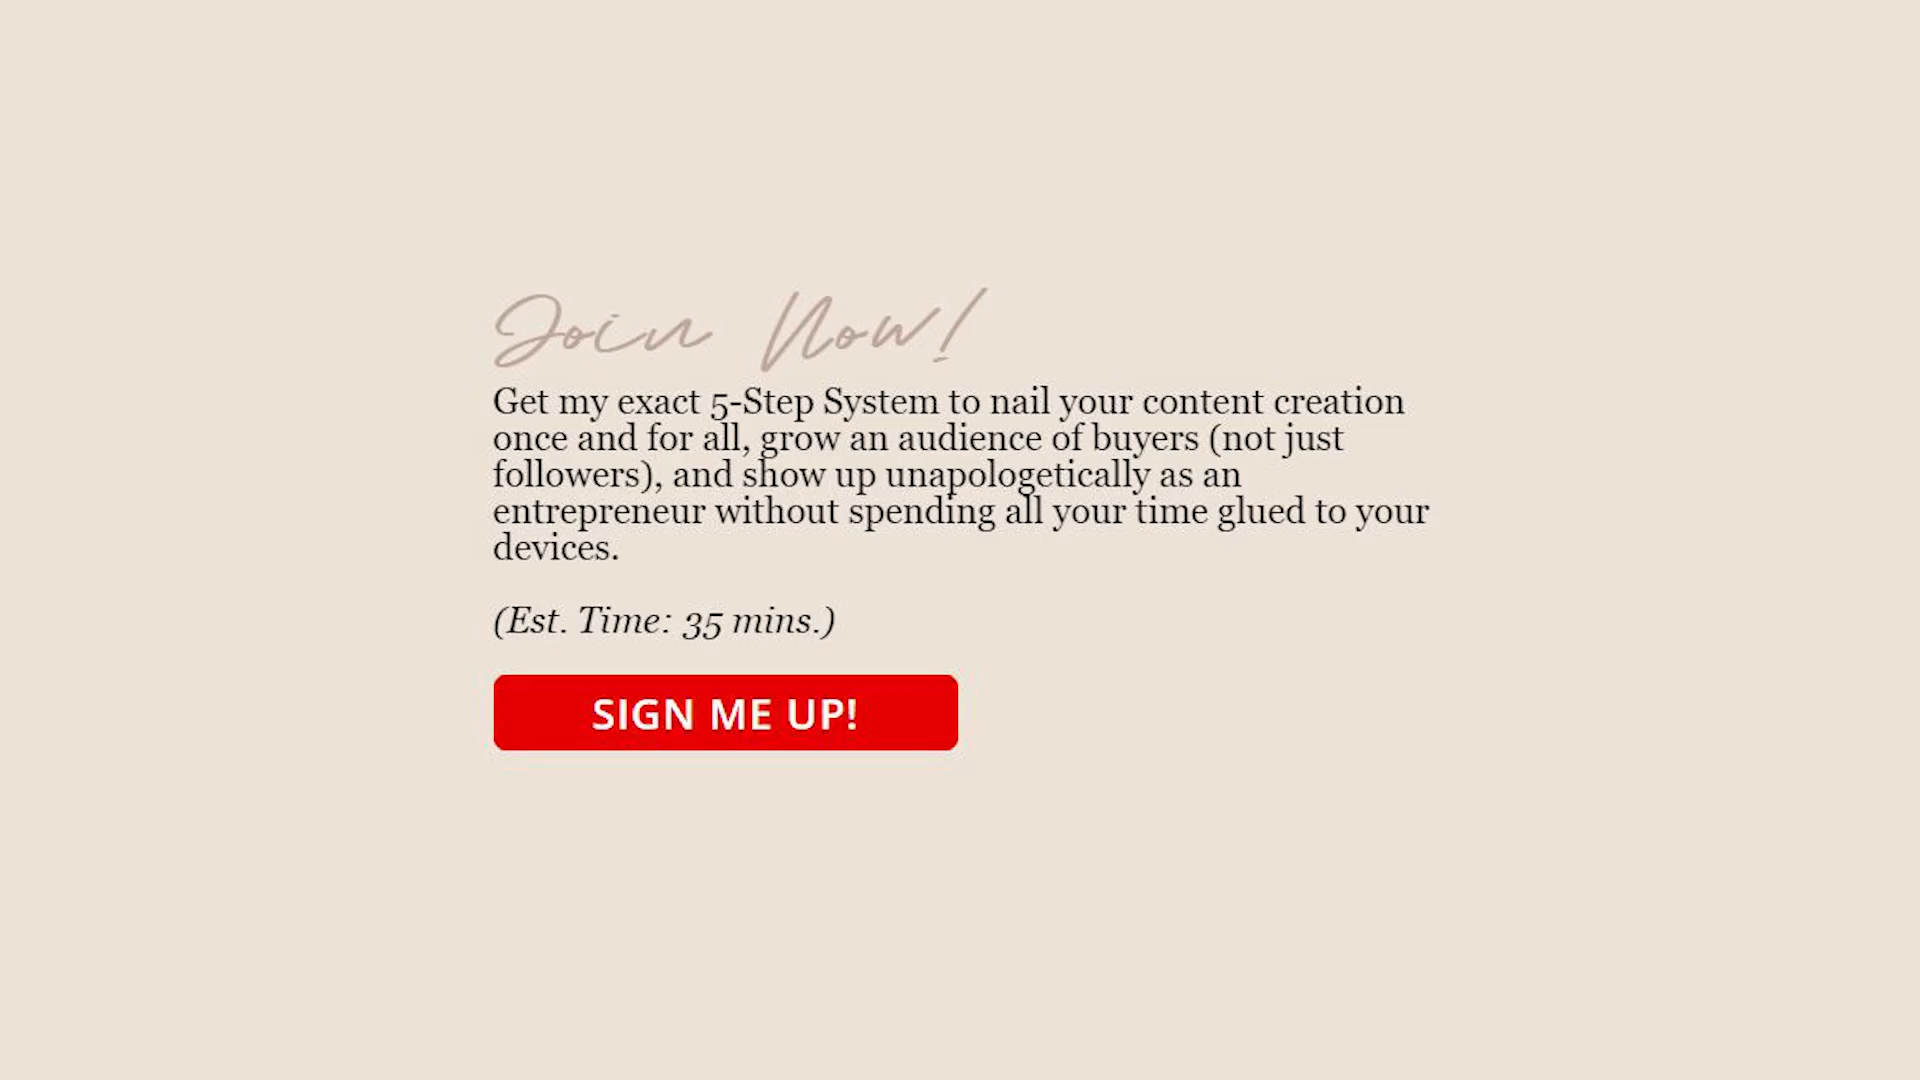 Join Now!
Get my exact 5-Step System to nail your content creation
once and for all, grow an audience of buyers (not just
followers), and show up unapologetically as an
entrepreneur without spending all your time glued to your
devices.
(Est. Time: 35 mins.)
SIGN ME UP!